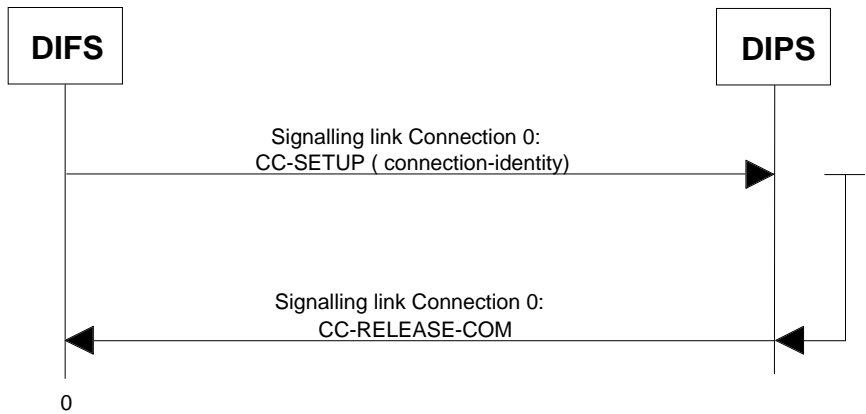 DIFS
DIPS
Signalling link Connection 0:
CC-SETUP ( connection-identity)
Signalling link Connection 0:
CC-RELEASE-COM
0